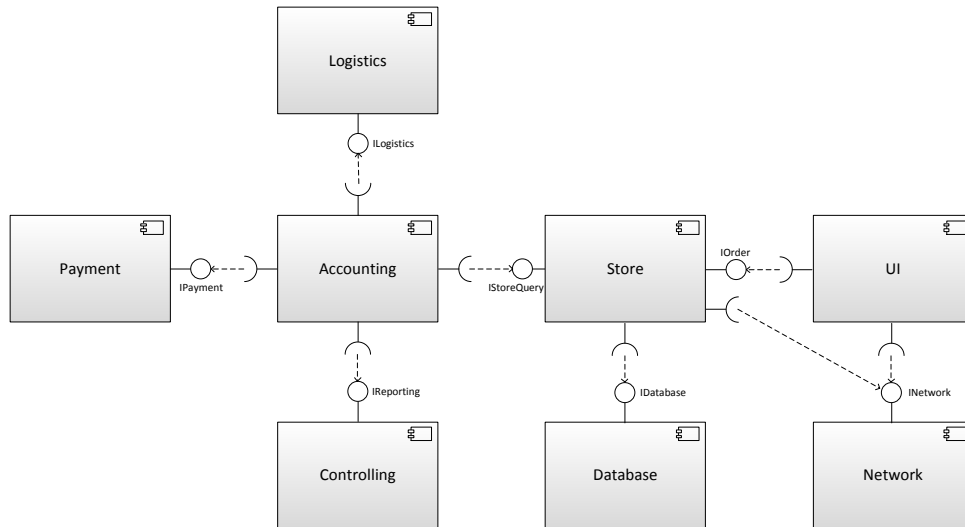 Logistics
ILogistics
Payment
IPayment
Accounting
IStoreQuery
Store
IOrder
UI
IReporting
IDatabase
INetwork
Controlling
Database
Network